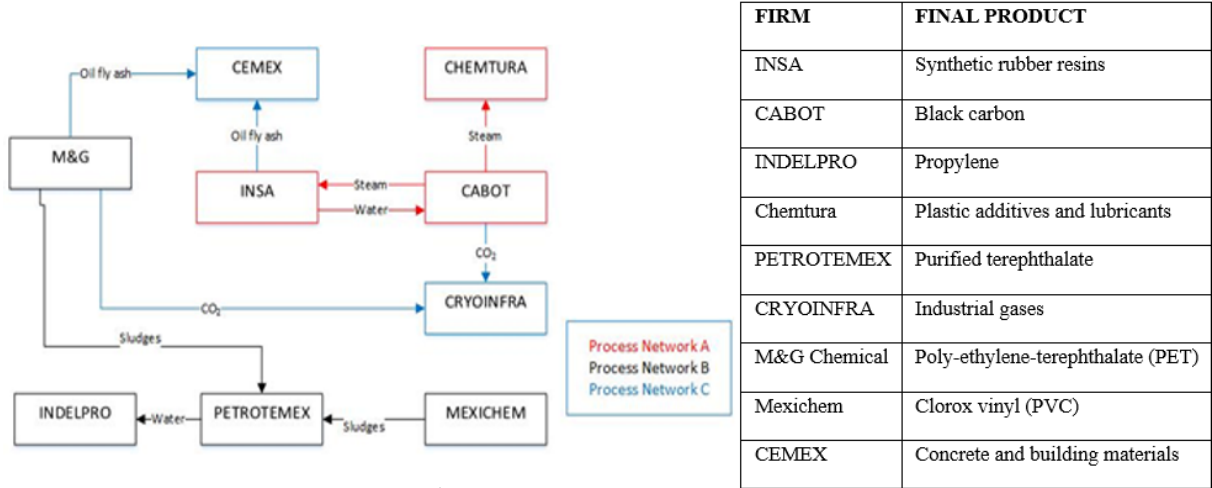 Oil fly ash
CEMEX
CHEMTURA
Oil fly ash
Steam
M&G
INSA
Steam
Water
CABOT
CO2
CRYOINFRA
CO2
Sludges
INDELPRO
Water
PETROTEMEX
Sludges
MEXICHEM
Process Network A
Process Network B
Process Network C
FIRM FINAL PRODUCT
INSA Synthetic rubber resins
CABOT Black carbon
INDELPRO Propylene
Chemtura Plastic additives and lubricants
PETROTEMEX Purified terephthalate
CRYOINFRA Industrial gases
M&G Chemical Poly-ethylene-terephthalate (PET)
Mexichem Clorox vinyl (PVC)
CEMEX Concrete and building materials